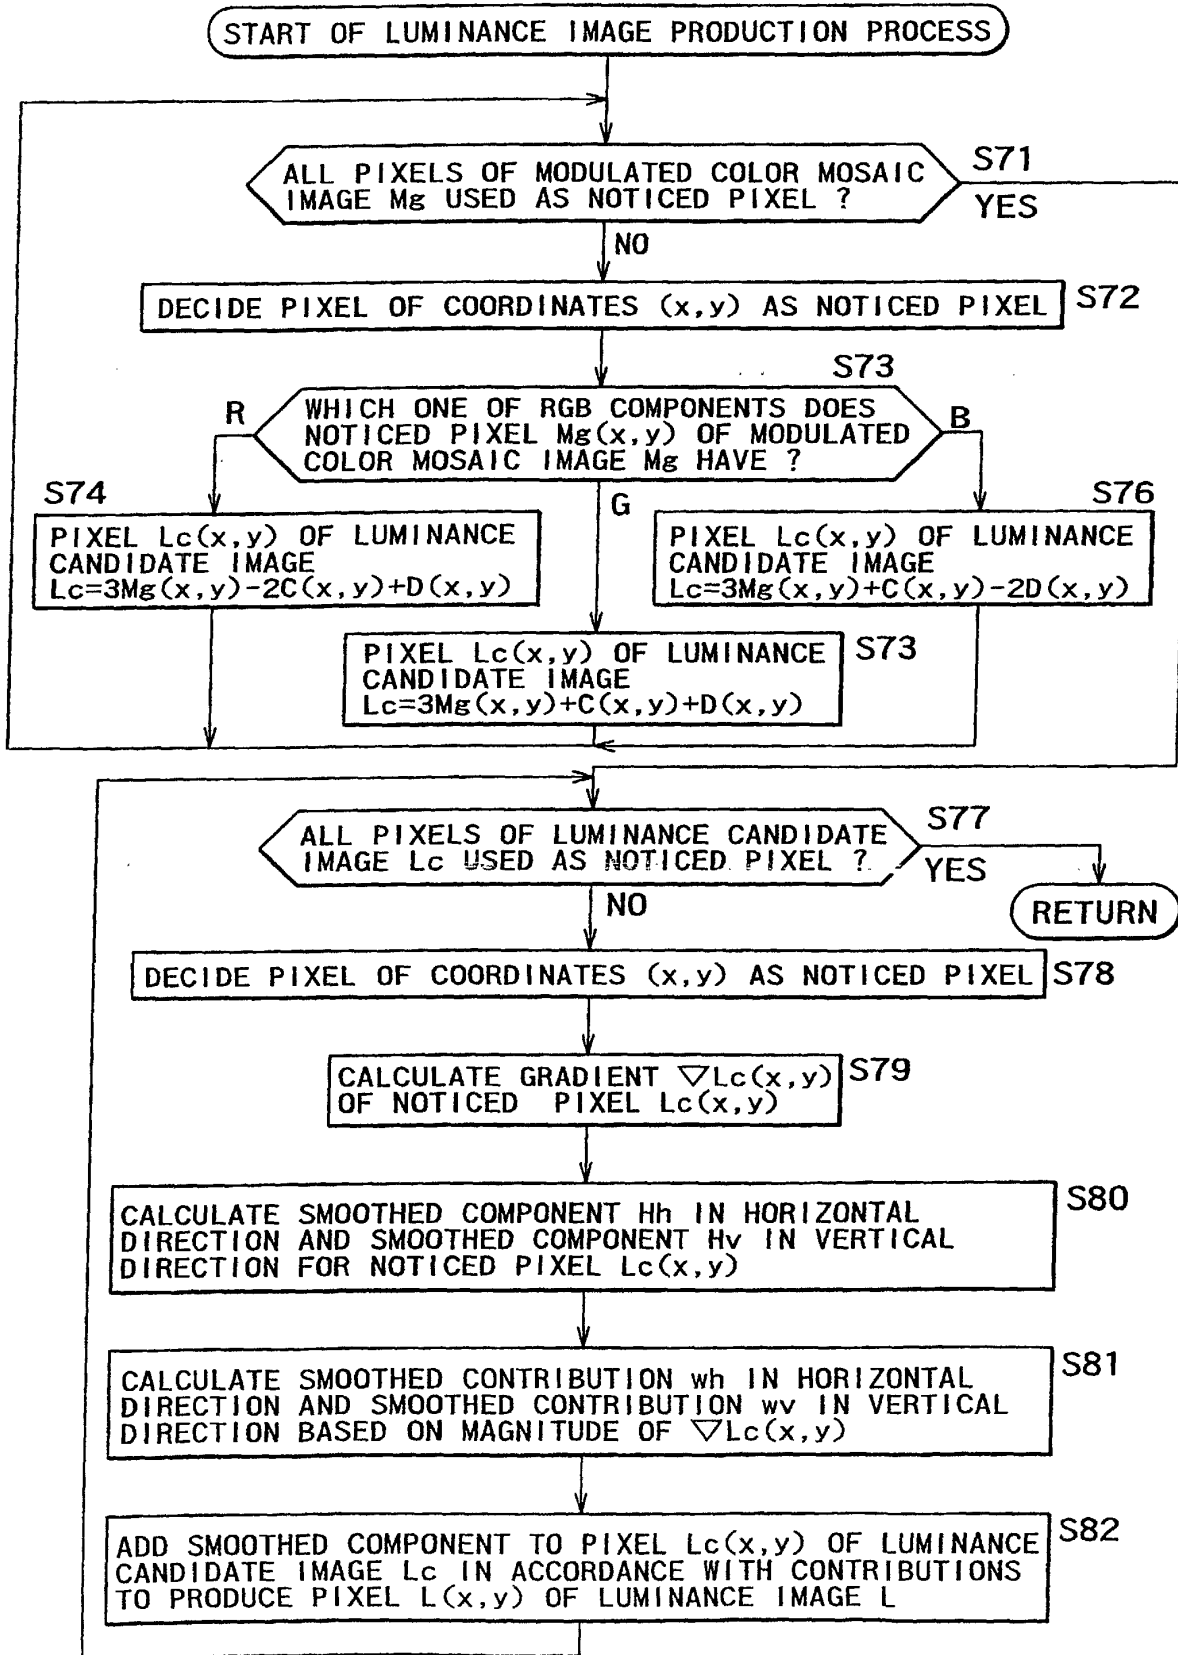 START OF LUMINANCE IMAGE PRODUCTION PROCESS
ALL PIXELS OF MODULATED COLOR MOSAIC
IMAGE Mg USED AS NOTICED PIXEL ?
S71
YES
NO
DECIDE PIXEL OF COORDINATES (x,y) AS NOTICED PIXEL
S72
S73
WHICH ONE OF RGB COMPONENTS DOES
NOTICED PIXEL Mg(x,y) OF MODULATED
COLOR MOSAIC IMAGE Mg HAVE ?
R
B
G
S74
PIXEL Lc(x,y) OF LUMINANCE
CANDIDATE IMAGE
Lc=3Mg(x,y)-2C(x,y)+D(x,y)
S76
PIXEL Lc(x,y) OF LUMINANCE
CANDIDATE IMAGE
Lc=3Mg(x,y)+C(x,y)-2D(x,y)
PIXEL Lc(x,y) OF LUMINANCE
CANDIDATE IMAGE
Lc=3Mg(x,y)+C(x,y)+D(x,y)
S73
ALL PIXELS OF LUMINANCE CANDIDATE
IMAGE Lc USED AS NOTICED PIXEL ?
S77
YES
RETURN
NO
DECIDE PIXEL OF COORDINATES (x,y) AS NOTICED PIXEL
S78
CALCULATE GRADIENT ▽Lc(x,y)
OF NOTICED PIXEL Lc(x,y)
S79
CALCULATE SMOOTHED COMPONENT Hh IN HORIZONTAL
DIRECTION AND SMOOTHED COMPONENT Hv IN VERTICAL
DIRECTION FOR NOTICED PIXEL Lc(x,y)
S80
CALCULATE SMOOTHED CONTRIBUTION wh IN HORIZONTAL
DIRECTION AND SMOOTHED CONTRIBUTION wv IN VERTICAL
DIRECTION BASED ON MAGNITUDE OF ▽Lc(x,y)
S81
ADD SMOOTHED COMPONENT TO PIXEL Lc(x,y) OF LUMINANCE
CANDIDATE IMAGE Lc IN ACCORDANCE WITH CONTRIBUTIONS
TO PRODUCE PIXEL L(x,y) OF LUMINANCE IMAGE L
S82